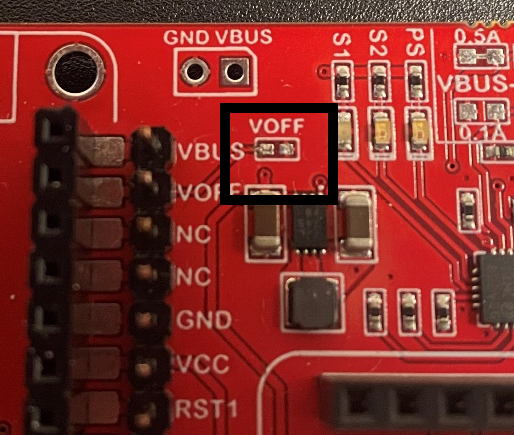 GND VBUS
S1
S2
PS
0.5A
VBUS-
0.1A
VOFF
VBUS
VOFF
NC
NC
GND
VCC
RST1